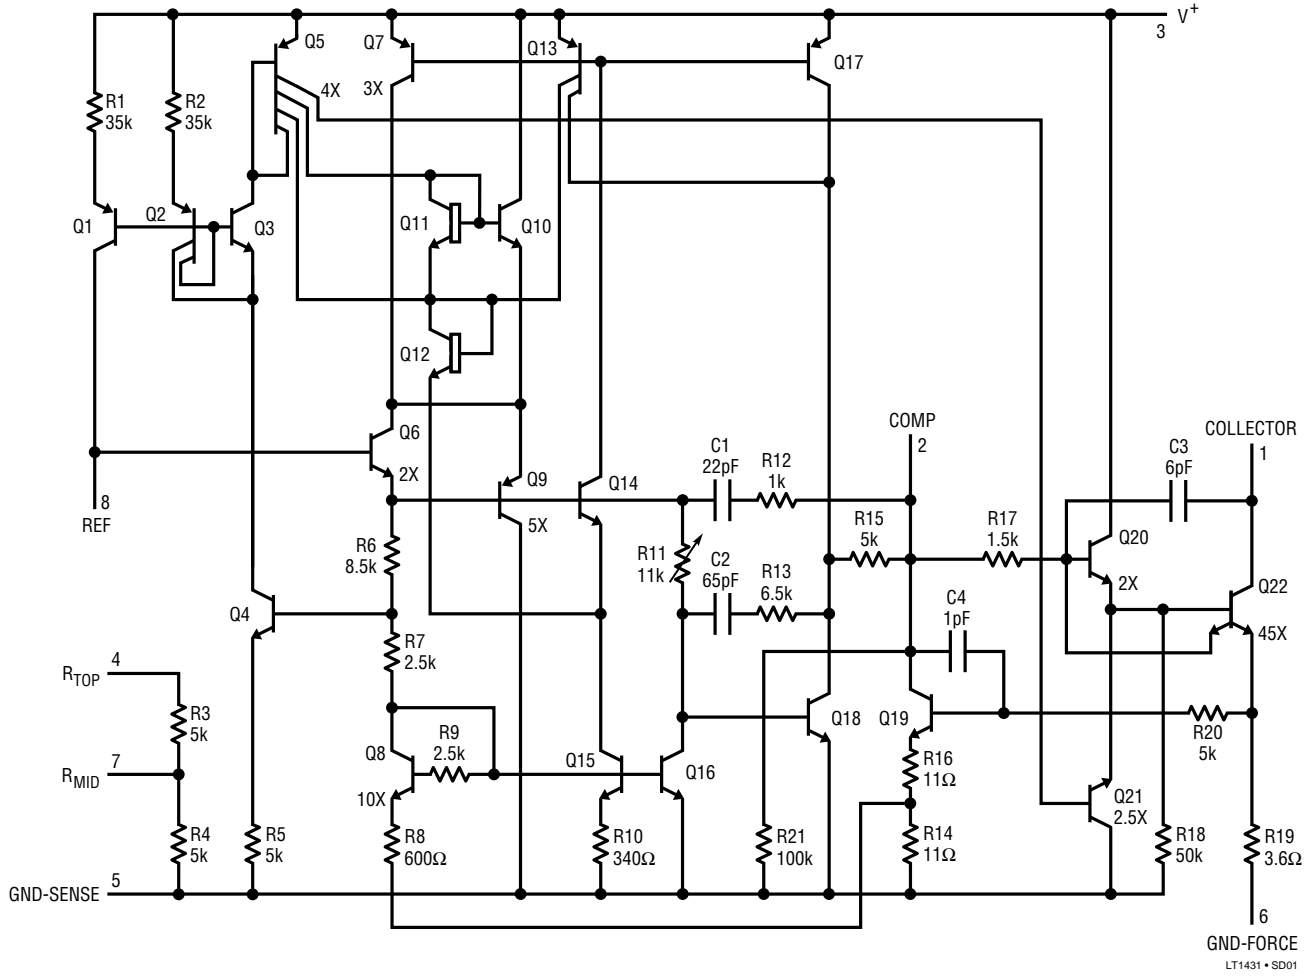 V+
3
Q5
Q7
Q13
Q17
4X
3X
R1
35k
R2
35k
Q1
Q2
Q3
Q11
Q10
Q12
COMP
2
COLLECTOR
1
Q6
2X
C1
22pF
R12
1k
C3
6pF
8
REF
Q9
5X
Q14
R6
8.5k
R11
11k
C2
65pF
R13
6.5k
R15
5k
R17
1.5k
Q20
2X
Q22
45X
Q4
R7
2.5k
C4
1pF
4
RTOP
R3
5k
Q18
Q19
R20
5k
7
RMID
Q8
10X
R9
2.5k
Q15
Q16
R16
11Ω
Q21
2.5X
R4
5k
R5
5k
R8
600Ω
R10
340Ω
R21
100k
R14
11Ω
R18
50k
R19
3.6Ω
5
GND-SENSE
6
GND-FORCE
LT1431 • SD01